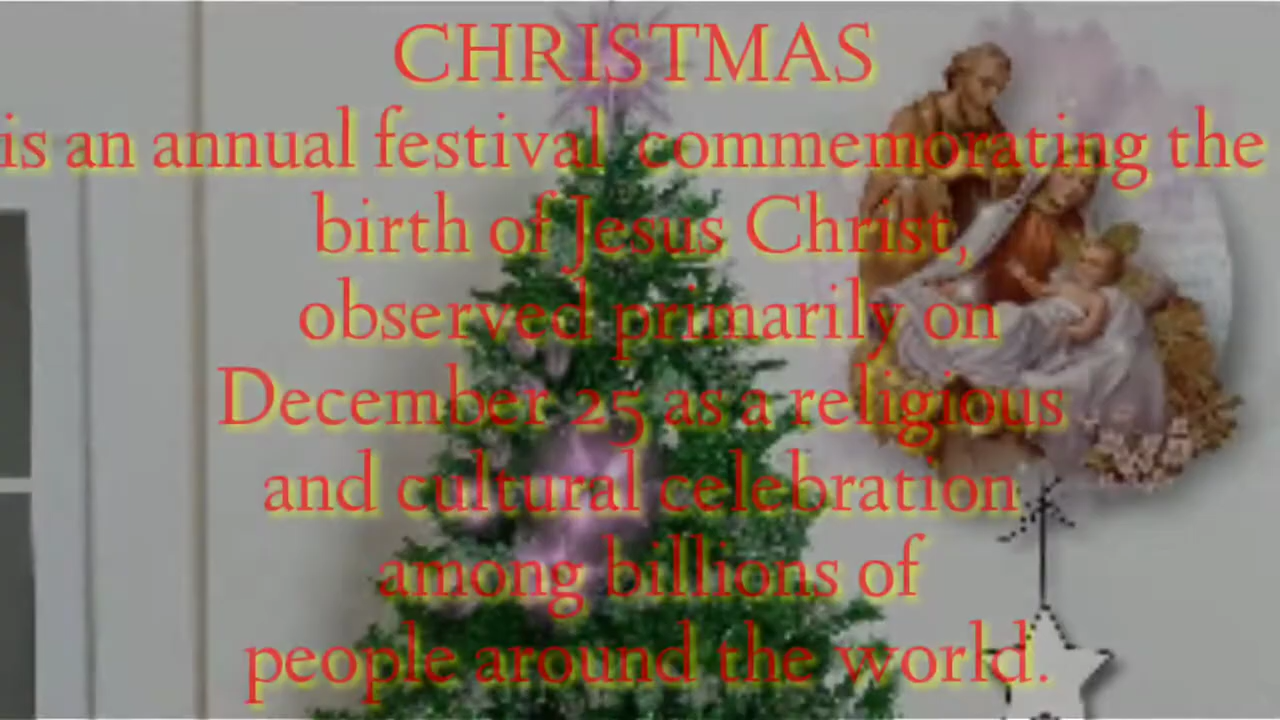 CHRISTMAS
is an annual festival commemorating the
birth of Jesus Christ,
observed primarily on
December 25 as a religious
and cultural celebration
among billions of
people around the world.